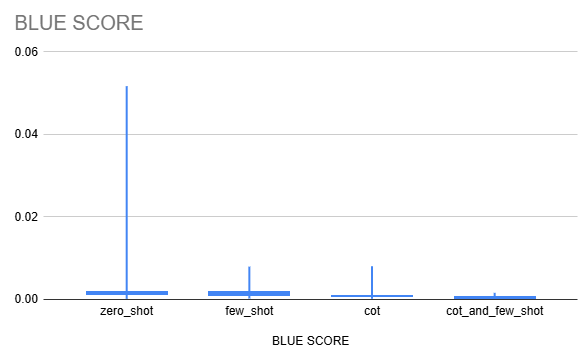 BLUE SCORE
0.06
0.04
0.02
0.00
zero_shot
few_shot
cot
cot_and_few_shot
BLUE SCORE